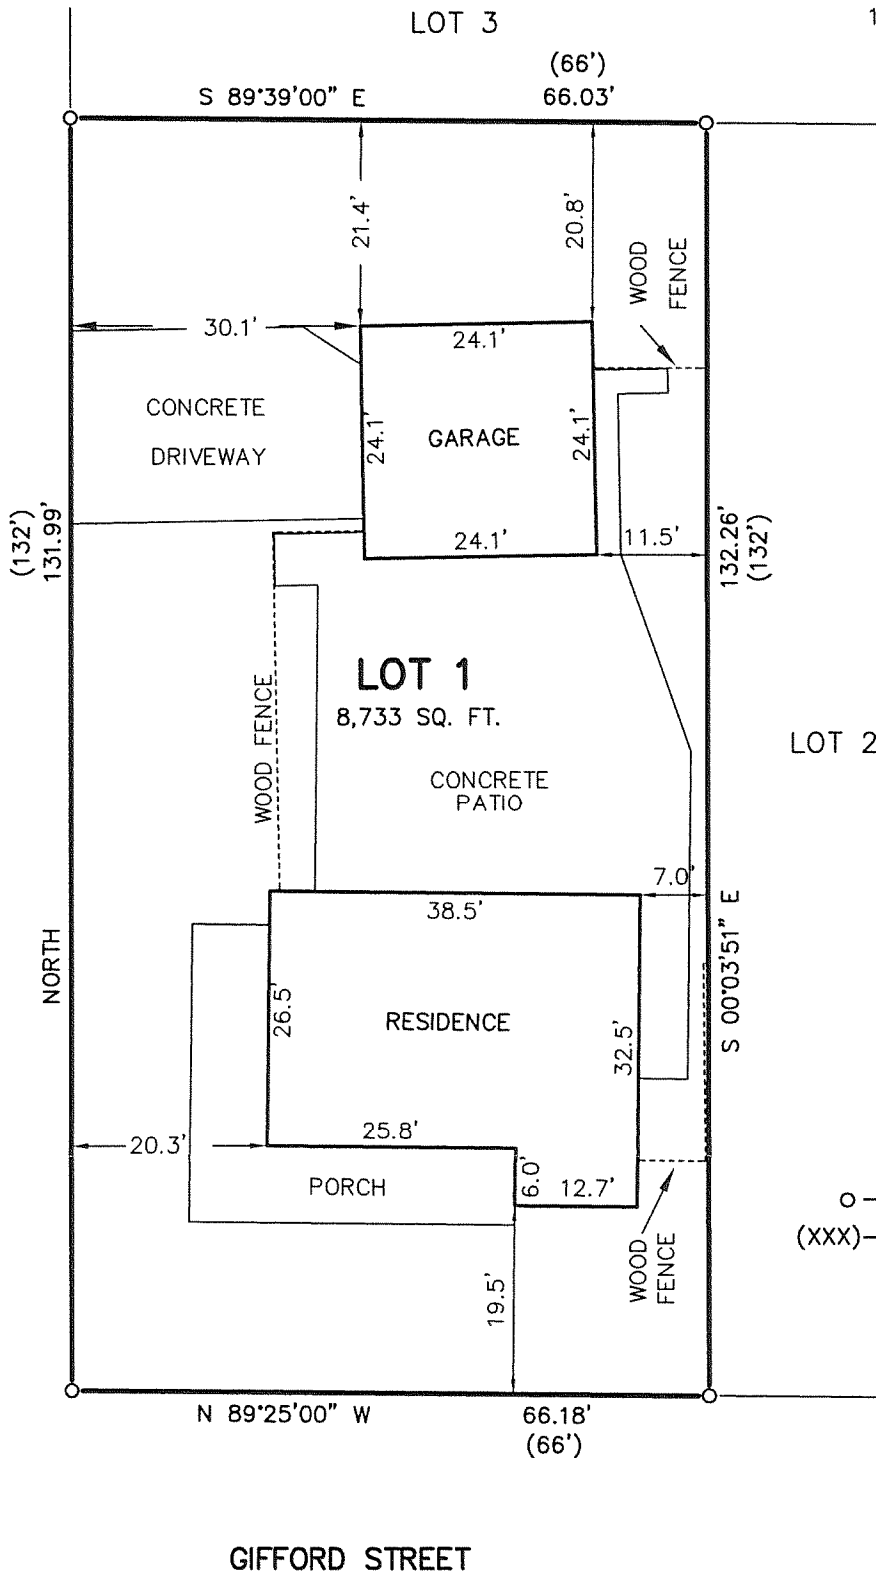 LOT 3
1
(66')
S 89°39'00" E
66.03'
21.4'
20.8'
WOOD
FENCE
30.1'
24.1'
CONCRETE
DRIVEWAY
24.1'
GARAGE
24.1'
(132')
131.99'
24.1'
11.5'
132.26'
(132')
LOT 1
8,733 SQ. FT.
WOOD FENCE
LOT 2
CONCRETE
PATIO
7.0'
38.5'
NORTH
S 00°03'51" E
26.5'
RESIDENCE
32.5'
25.8'
20.3'
6.0'
12.7'
PORCH
(XXX)
WOOD
FENCE
19.5'
N 89°25'00" W
66.18'
(66')
GIFFORD STREET